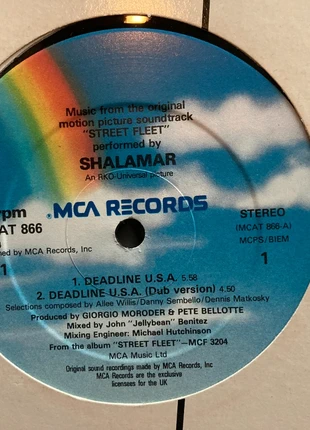 Music from the original
motion picture soundtrack
"STREET FLEET"
performed by
SHALAMAR
An RKO-Universal picture
rpm
AT 866
MCA RECORDS
STEREO
(MCAT 866-A)
MCPS/BIEM
by MCA Records, Inc
1
1
1. DEADLINE U.S.A. 5.58
2. DEADLINE U.S.A. (Dub version) 4.50
Selections composed by Allee Willis/Danny Sembello/Dennis Matkosky
Produced by GIORGIO MORODER & PETE BELLOTTE
Mixed by John "Jellybean" Benitez
Mixing Engineer: Michael Hutchinson
From the album "STREET FLEET"—MCF 3204
MCA Music Ltd
Original sound recordings made by MCA Records, Inc
MCA Records are the exclusive
licensees for the UK